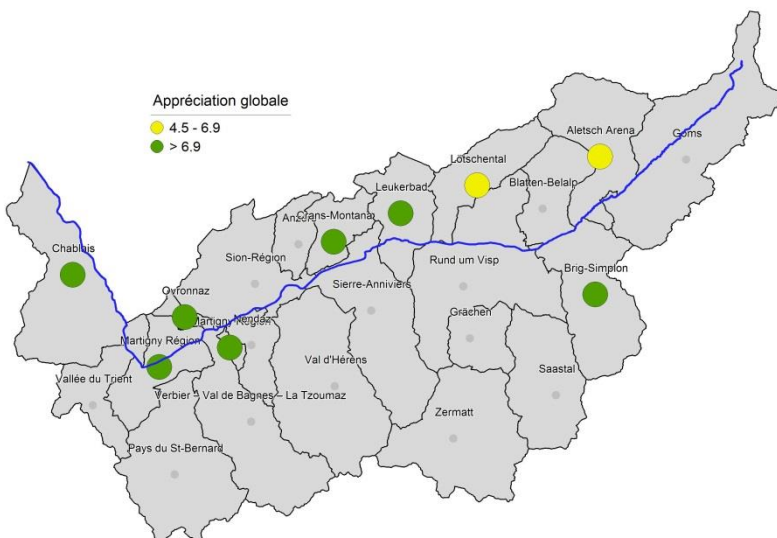 Appréciation globale
4.5 - 6.9
> 6.9
Aletsch Arena
Goms
Lötschental
Leukerbad
Blatten-Belalp
Crans-Montana
Anzère
Chablais
Sion-Région
Rund um Visp
Brig-Simplon
Sierre-Anniviers
Ovronnaz
Martigny Région
Nendaz
Grächen
Martigny Région
Val d'Hérens
Saastal
Vallée du Trient
Verbier – Val de Bagnes – La Tzoumaz
Zermatt
Pays du St-Bernard